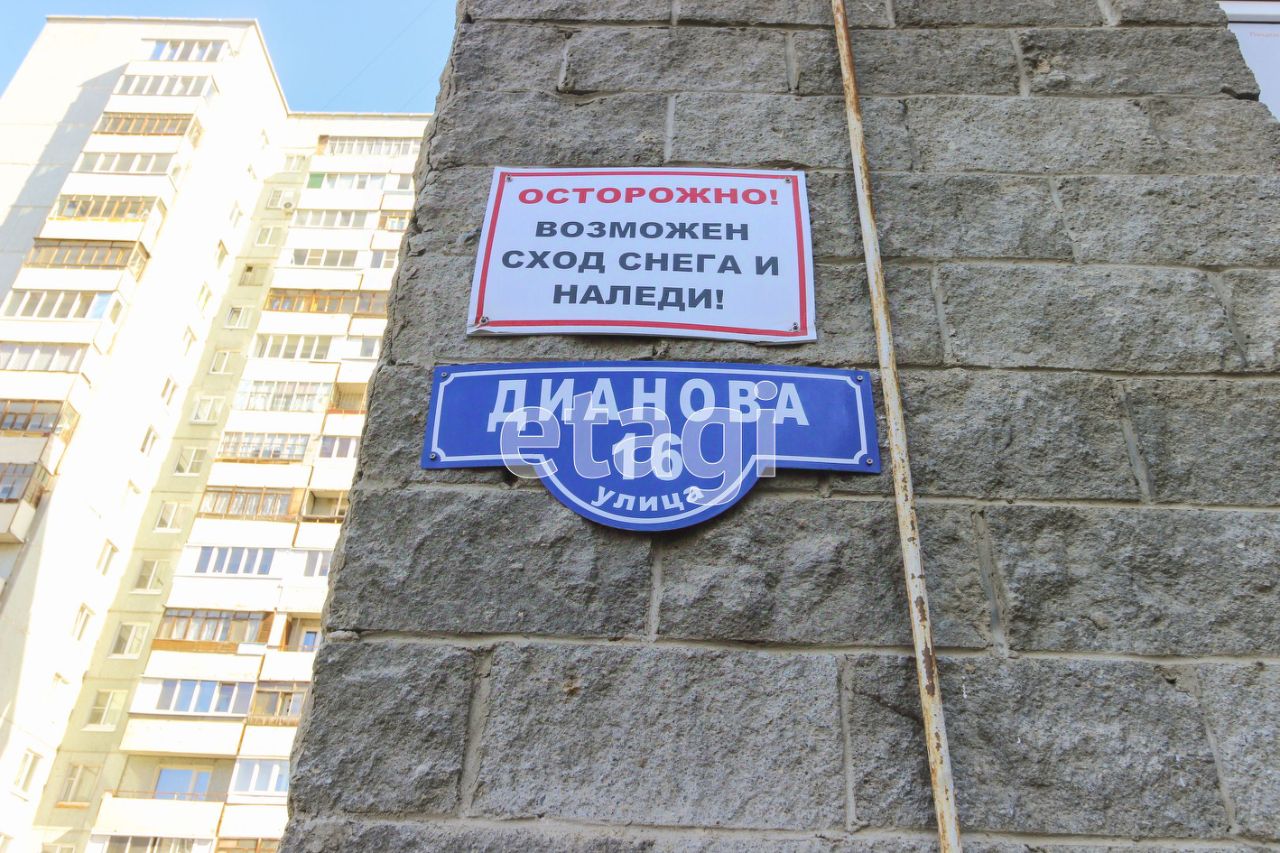 ОСТОРОЖНО!
ВОЗМОЖЕН
СХОД СНЕГА И
НАЛЕДИ!
ДИАНОВА
etagi
16
улица